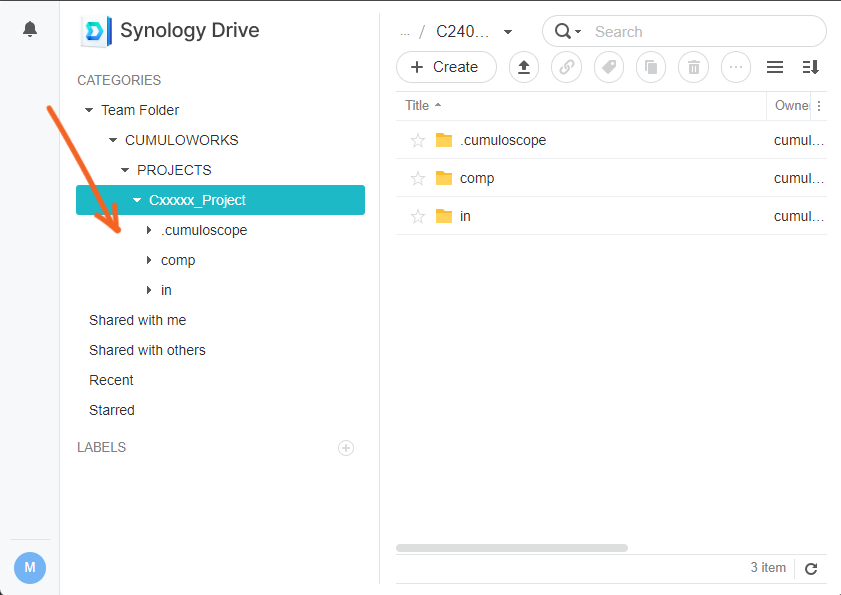 Synology Drive
CATEGORIES
Team Folder
CUMULOWORKS
PROJECTS
Cxxxxx_Project
.cumuloscope
comp
in
Shared with me
Shared with others
Recent
Starred
LABELS
M
... / C240...
Search
+ Create
Title
Owne
.cumuloscope cumul...
comp cumul...
in cumul...
3 item